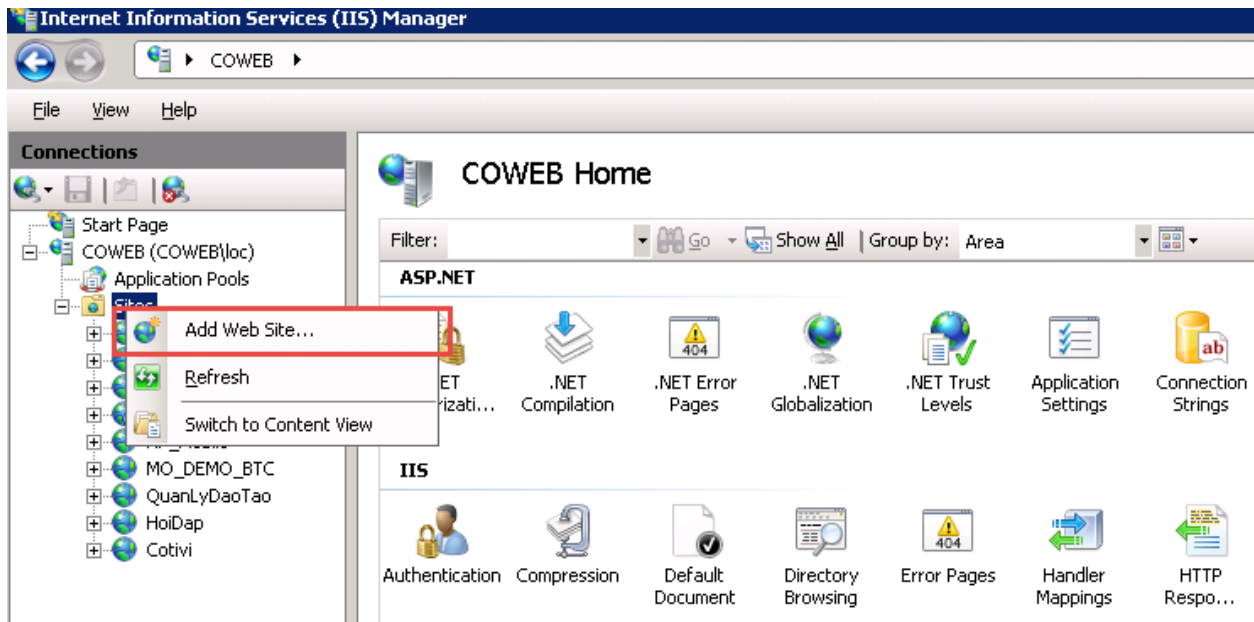 Internet Information Services (IIS) Manager
COWEB
File View Help
Connections
Start Page
COWEB (COWEB\loc)
Application Pools
Sites
Add Web Site...
Refresh
Switch to Content View
MO_DEMO_BTC
QuanLyDaoTao
HoiDap
Cotivi
COWEB Home
Filter: Go Show All Group by: Area
ASP.NET
404
ab
.NET .NET Error .NET .NET Trust Application Connection
Compilation Pages Globalization Levels Settings Strings
IIS
404
Authentication Compression Default Directory Error Pages Handler HTTP
Document Browsing Mappings Respo...